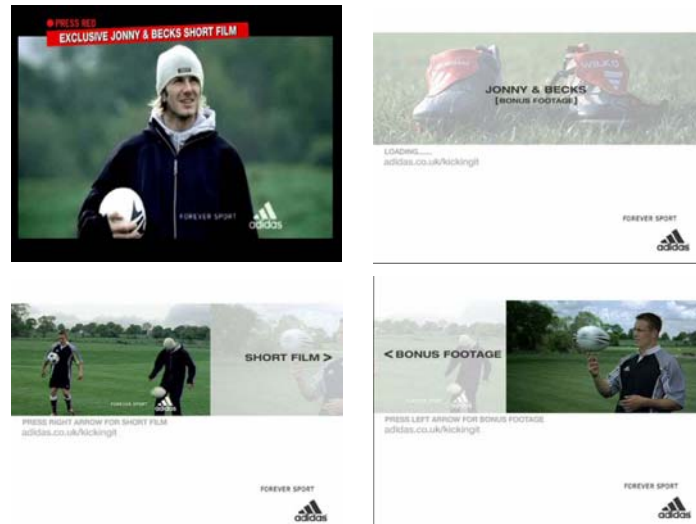 PRESS RED
EXCLUSIVE JONNY & BECKS SHORT FILM
FOREVER SPORT
adidas
WILKO
JONNY & BECKS
[BONUS FOOTAGE]
LOADING......
adidas.co.uk/kickingit
FOREVER SPORT
adidas
SHORT FILM >
FOREVER SPORT
PRESS RIGHT ARROW FOR SHORT FILM
adidas.co.uk/kickingit
FOREVER SPORT
adidas
< BONUS FOOTAGE
PRESS LEFT ARROW FOR BONUS FOOTAGE
adidas.co.uk/kickingit
FOREVER SPORT
adidas